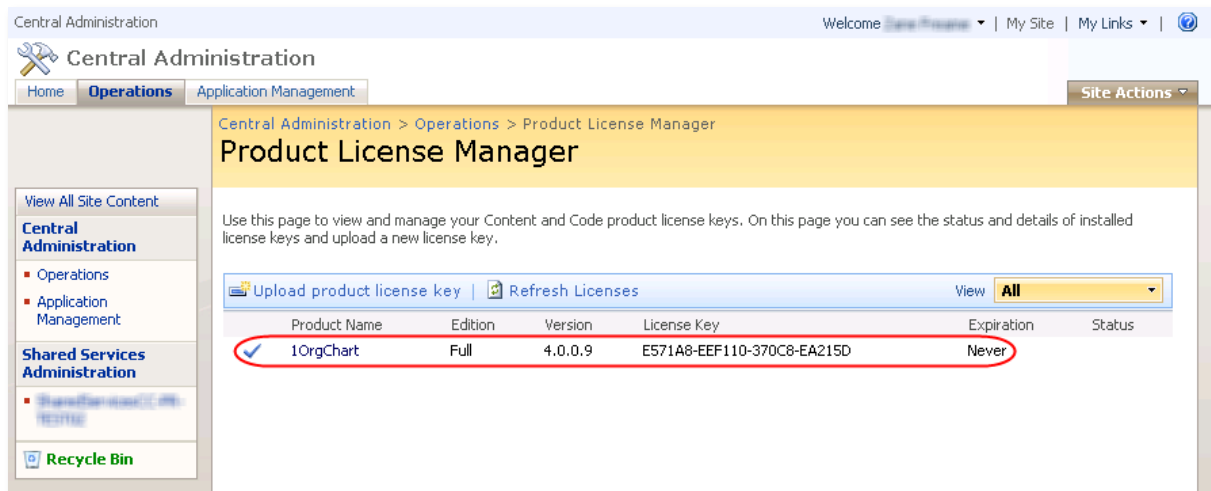 Central Administration
Welcome | My Site | My Links |
Central Administration
Home Operations Application Management
Site Actions
Central Administration > Operations > Product License Manager
Product License Manager
View All Site Content
Central
Administration
Operations
Application
Management
Shared Services
Administration
Recycle Bin
Use this page to view and manage your Content and Code product license keys. On this page you can see the status and details of installed
license keys and upload a new license key.
Upload product license key | Refresh Licenses
View All
Product Name Edition Version License Key Expiration Status
1OrgChart Full 4.0.0.9 E571A8-EEF110-370C8-EA215D Never